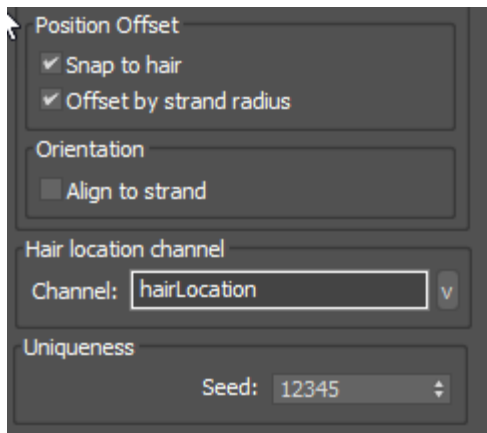 Position Offset
Snap to hair
Offset by strand radius
Orientation
Align to strand
Hair location channel
Channel: hairLocation v
Uniqueness
Seed: 12345